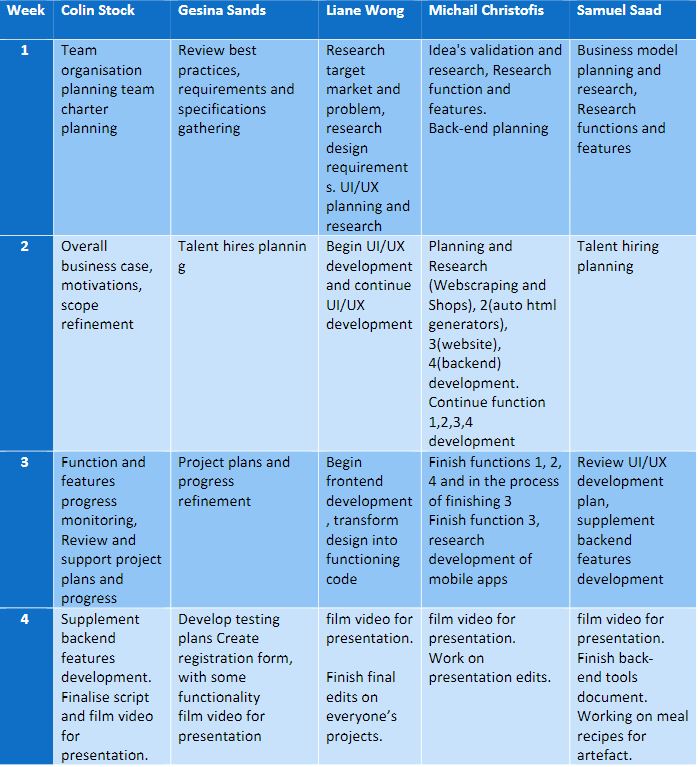 Week Colin Stock Gesina Sands Liane Wong Michail Christofis Samuel Saad
1
Team
organisation
planning team
charter
planning
Review best
practices,
requirements and
specifications
gathering
Research
target
market and
problem,
research
design
requirement
s. UI/UX
planning and
research
Idea's validation and
research, Research
function and
features.
Back-end planning
Business model
planning and
research,
Research
functions and
features
2
Overall
business case,
motivations,
scope
refinement
Talent hires plannin
g
Begin UI/UX
development
and continue
UI/UX
development
Planning and
Research
(Webscraping and
Shops), 2(auto html
generators),
3(website),
4(backend)
development.
Continue function
1,2,3,4
development
Talent hiring
planning
3
Function and
features
progress
monitoring,
Review and
support project
plans and
progress
Project plans and
progress
refinement
Begin
frontend
development
, transform
design into
functioning
code
Finish functions 1, 2,
4 and in the process
of finishing 3
Finish function 3,
research
development of
mobile apps
Review UI/UX
development
plan,
supplement
backend
features
development
4
Supplement
backend
features
development.
Finalise script
and film video
for
presentation.
Develop testing
plans Create
registration form,
with some
functionality
film video for
presentation
film video for
presentation.
Finish final
edits on
everyone’s
projects.
film video for
presentation.
Work on
presentation edits.
film video for
presentation.
Finish back-
end tools
document.
Working on meal
recipes for
artefact.